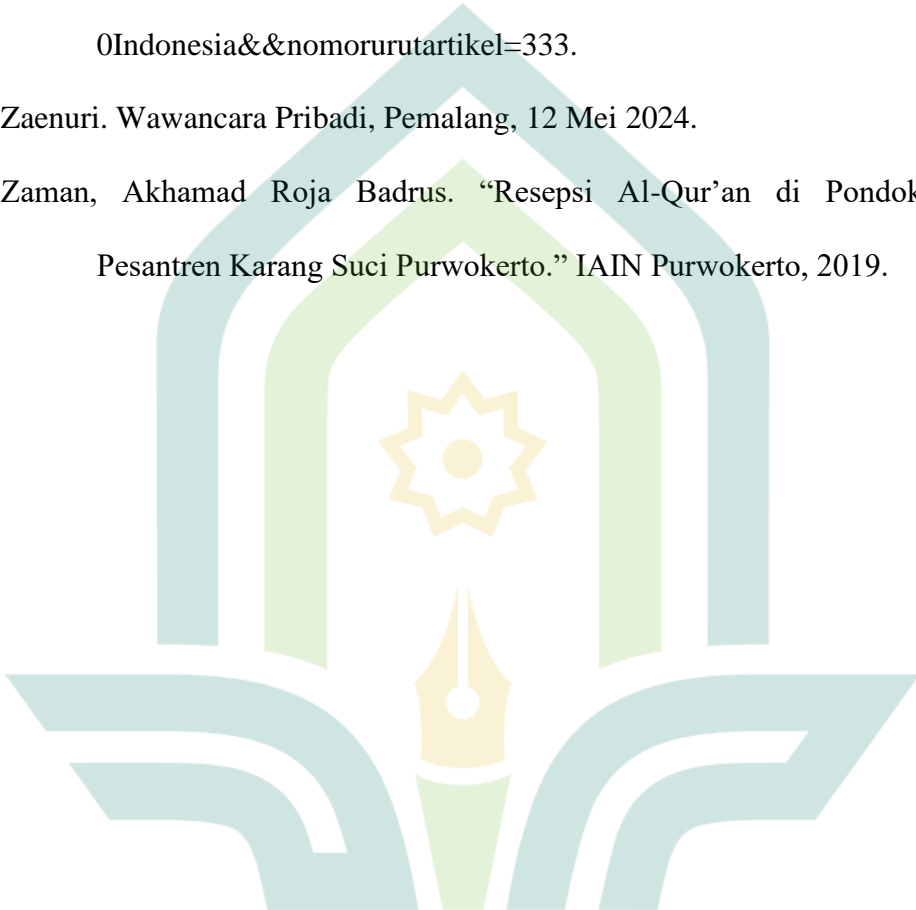 0Indonesia&&nomorurutartikel=333.
Zaenuri. Wawancara Pribadi, Pemalang, 12 Mei 2024.
Zaman, Akhamad Roja Badrus. “Resepsi Al-Qur’an di Pondok
Pesantren Karang Suci Purwokerto.” IAIN Purwokerto, 2019.